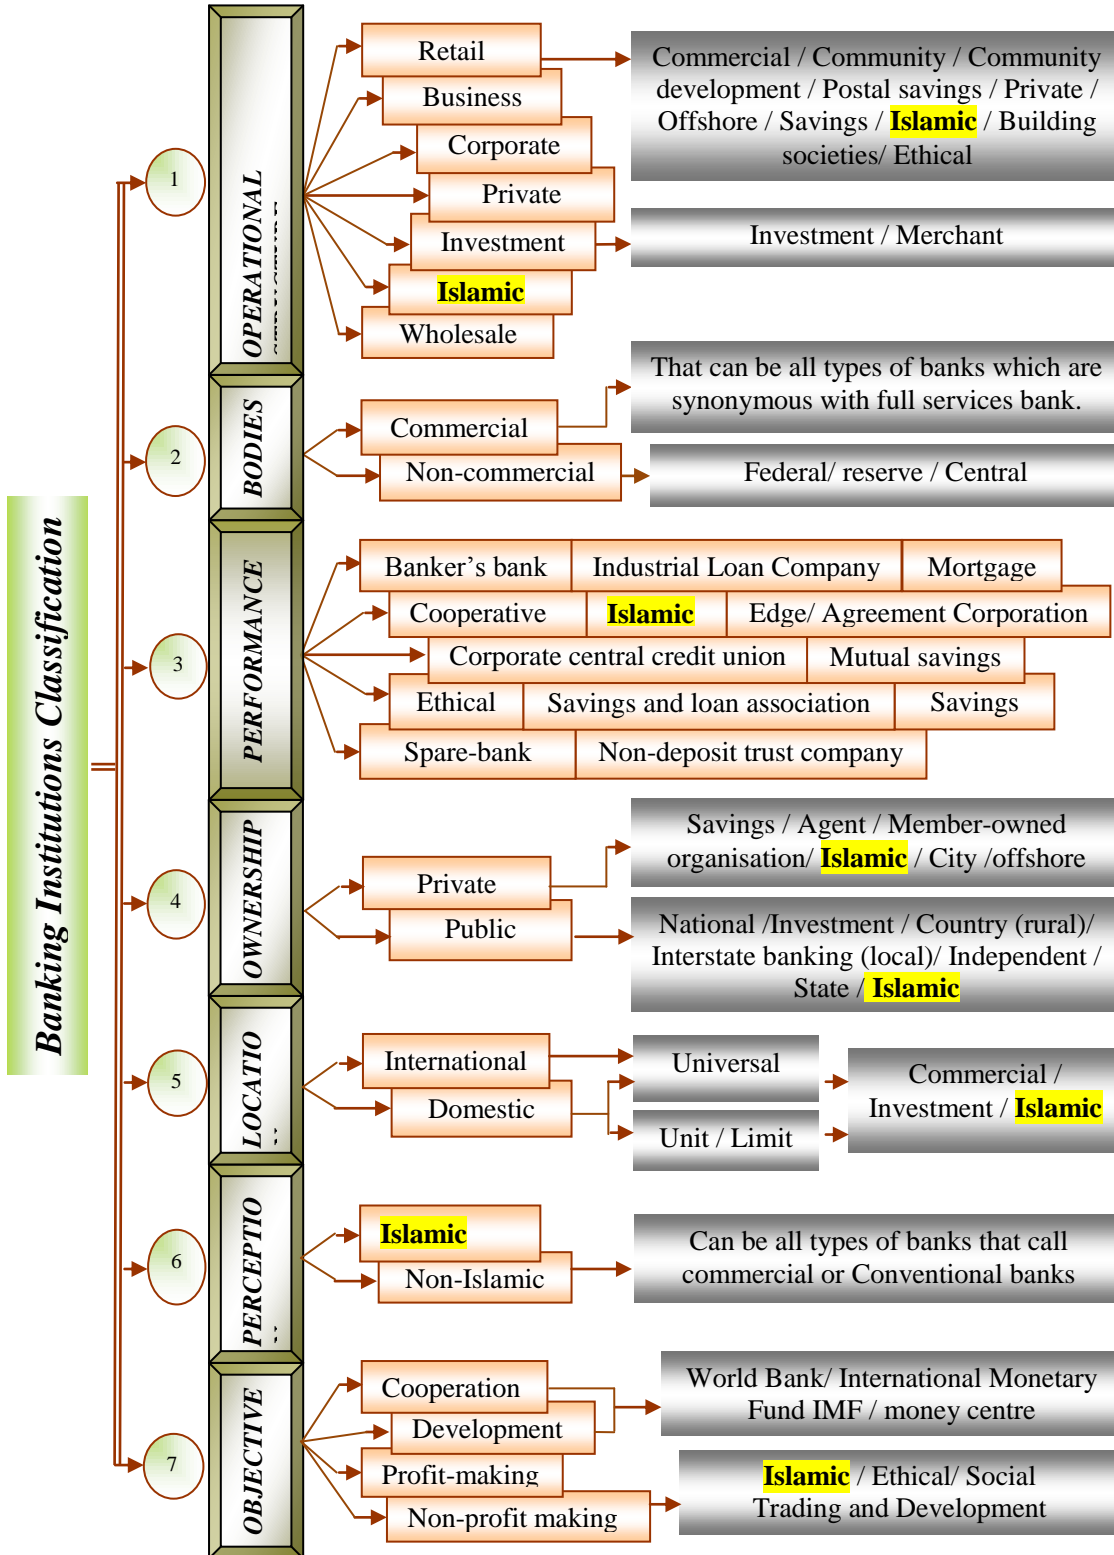 Banking Institutions Classification
1
OPERATIONAL
Retail
Business
Corporate
Private
Investment
Islamic
Wholesale
Commercial / Community / Community
development / Postal savings / Private /
Offshore / Savings / Islamic / Building
societies/ Ethical
Investment / Merchant
2
BODIES
Commercial
Non-commercial
That can be all types of banks which are
synonymous with full services bank.
Federal/ reserve / Central
3
PERFORMANCE
Banker's bank
Industrial Loan Company
Mortgage
Cooperative
Islamic
Edge/ Agreement Corporation
Corporate central credit union
Mutual savings
Ethical
Savings and loan association
Savings
Spare-bank
Non-deposit trust company
4
OWNERSHIP
Private
Public
Savings / Agent / Member-owned
organisation/ Islamic / City /offshore
National /Investment / Country (rural)/
Interstate banking (local)/ Independent /
State / Islamic
5
LOCATIO
International
Domestic
Universal
Unit / Limit
Commercial /
Investment / Islamic
6
PERCEPTIO
Islamic
Non-Islamic
Can be all types of banks that call
commercial or Conventional banks
7
OBJECTIVE
Cooperation
Development
Profit-making
Non-profit making
World Bank/ International Monetary
Fund IMF / money centre
Islamic / Ethical/ Social
Trading and Development